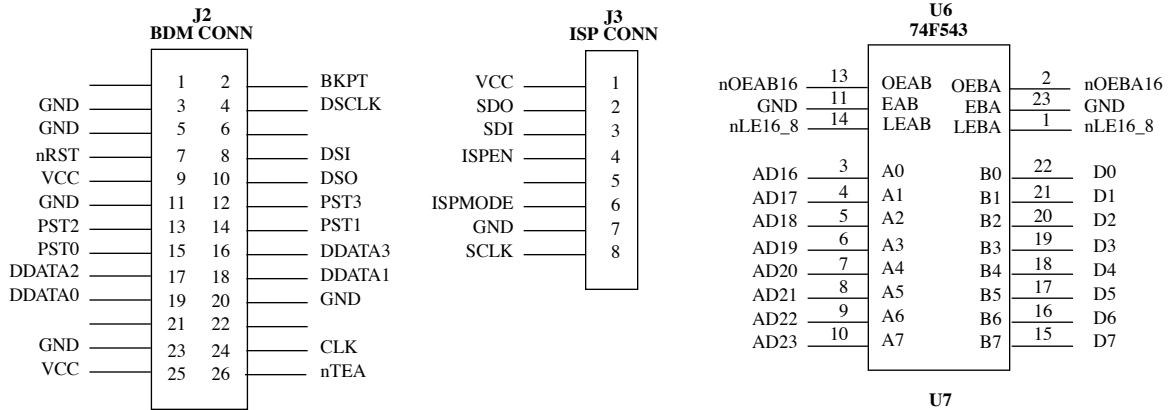 J2
BDM CONN
1 2 BKPT
GND 3 4 DSCLK
GND 5 6
nRST 7 8 DSI
VCC 9 10 DSO
GND 11 12 PST3
PST2 13 14 PST1
PST0 15 16 DDATA3
DDATA2 17 18 DDATA1
DDATA0 19 20 GND
21 22
GND 23 24 CLK
VCC 25 26 nTEA
J3
ISP CONN
VCC 1
SDO 2
SDI 3
ISPEN 4
5
ISPMODE 6
GND 7
SCLK 8
U6
74F543
nOEAB16 13 OEAB OEBA 2 nOEBA16
GND 11 EAB EBA 23 GND
nLE16_8 14 LEAB LEBA 1 nLE16_8
AD16 3 A0 B0 22 D0
AD17 4 A1 B1 21 D1
AD18 5 A2 B2 20 D2
AD19 6 A3 B3 19 D3
AD20 7 A4 B4 18 D4
AD21 8 A5 B5 17 D5
AD22 9 A6 B6 16 D6
AD23 10 A7 B7 15 D7
U7